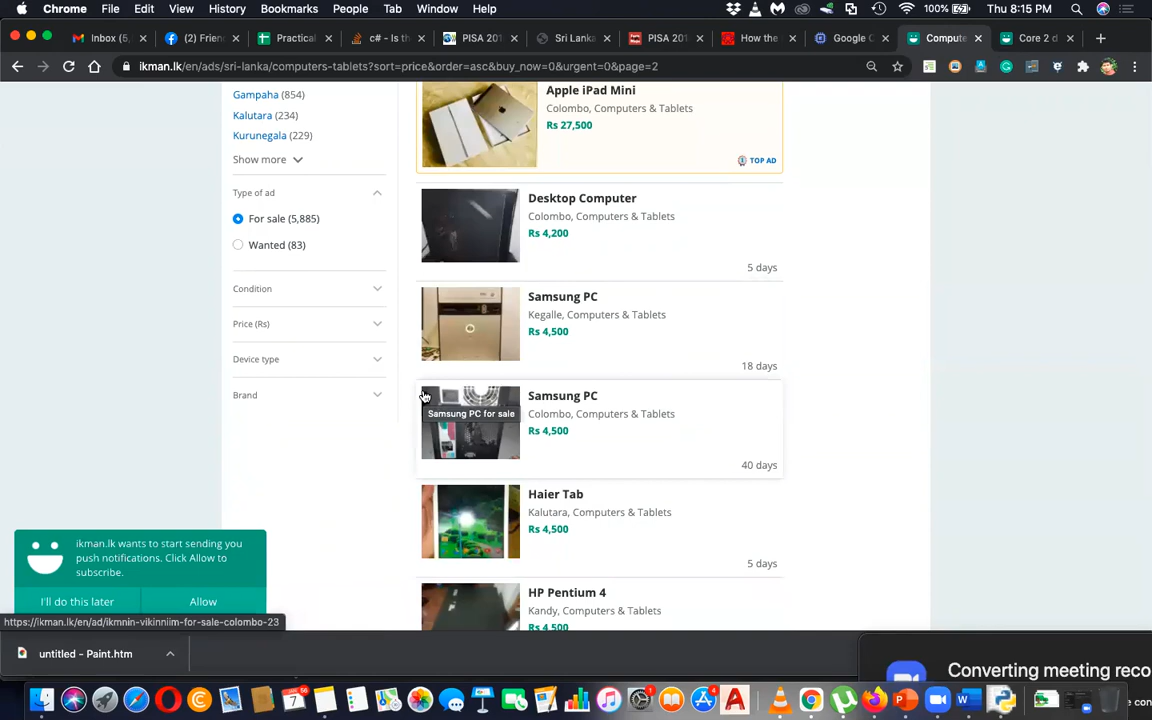 Chrome File Edit View History Bookmarks People Tab Window Help 100% Thu 8:15 PM
Inbox (5, (2) Frien Practical c# - Is th PISA 201 Sri Lanka PISA 201 How the Google C Compute Core 2 d
ikman.lk/en/ads/sri-lanka/computers-tablets?sort=price&order=asc&buy_now=0&urgent=0&page=2
Gampaha (854)
Kalutara (234)
Kurunegala (229)
Show more
Type of ad
For sale (5,885)
Wanted (83)
Condition
Price (Rs)
Device type
Brand
Apple iPad Mini
Colombo, Computers & Tablets
Rs 27,500
TOP AD
Desktop Computer
Colombo, Computers & Tablets
Rs 4,200
5 days
Samsung PC
Kegalle, Computers & Tablets
Rs 4,500
18 days
Samsung PC for sale
Samsung PC
Colombo, Computers & Tablets
Rs 4,500
40 days
Haier Tab
Kalutara, Computers & Tablets
Rs 4,500
5 days
HP Pentium 4
Kandy, Computers & Tablets
Rs 4,500
ikman.lk wants to start sending you
push notifications. Click Allow to
subscribe.
I'll do this later Allow
https://ikman.lk/en/ad/ikmnin-vikinniim-for-sale-colombo-23
untitled - Paint.htm
Converting meeting reco